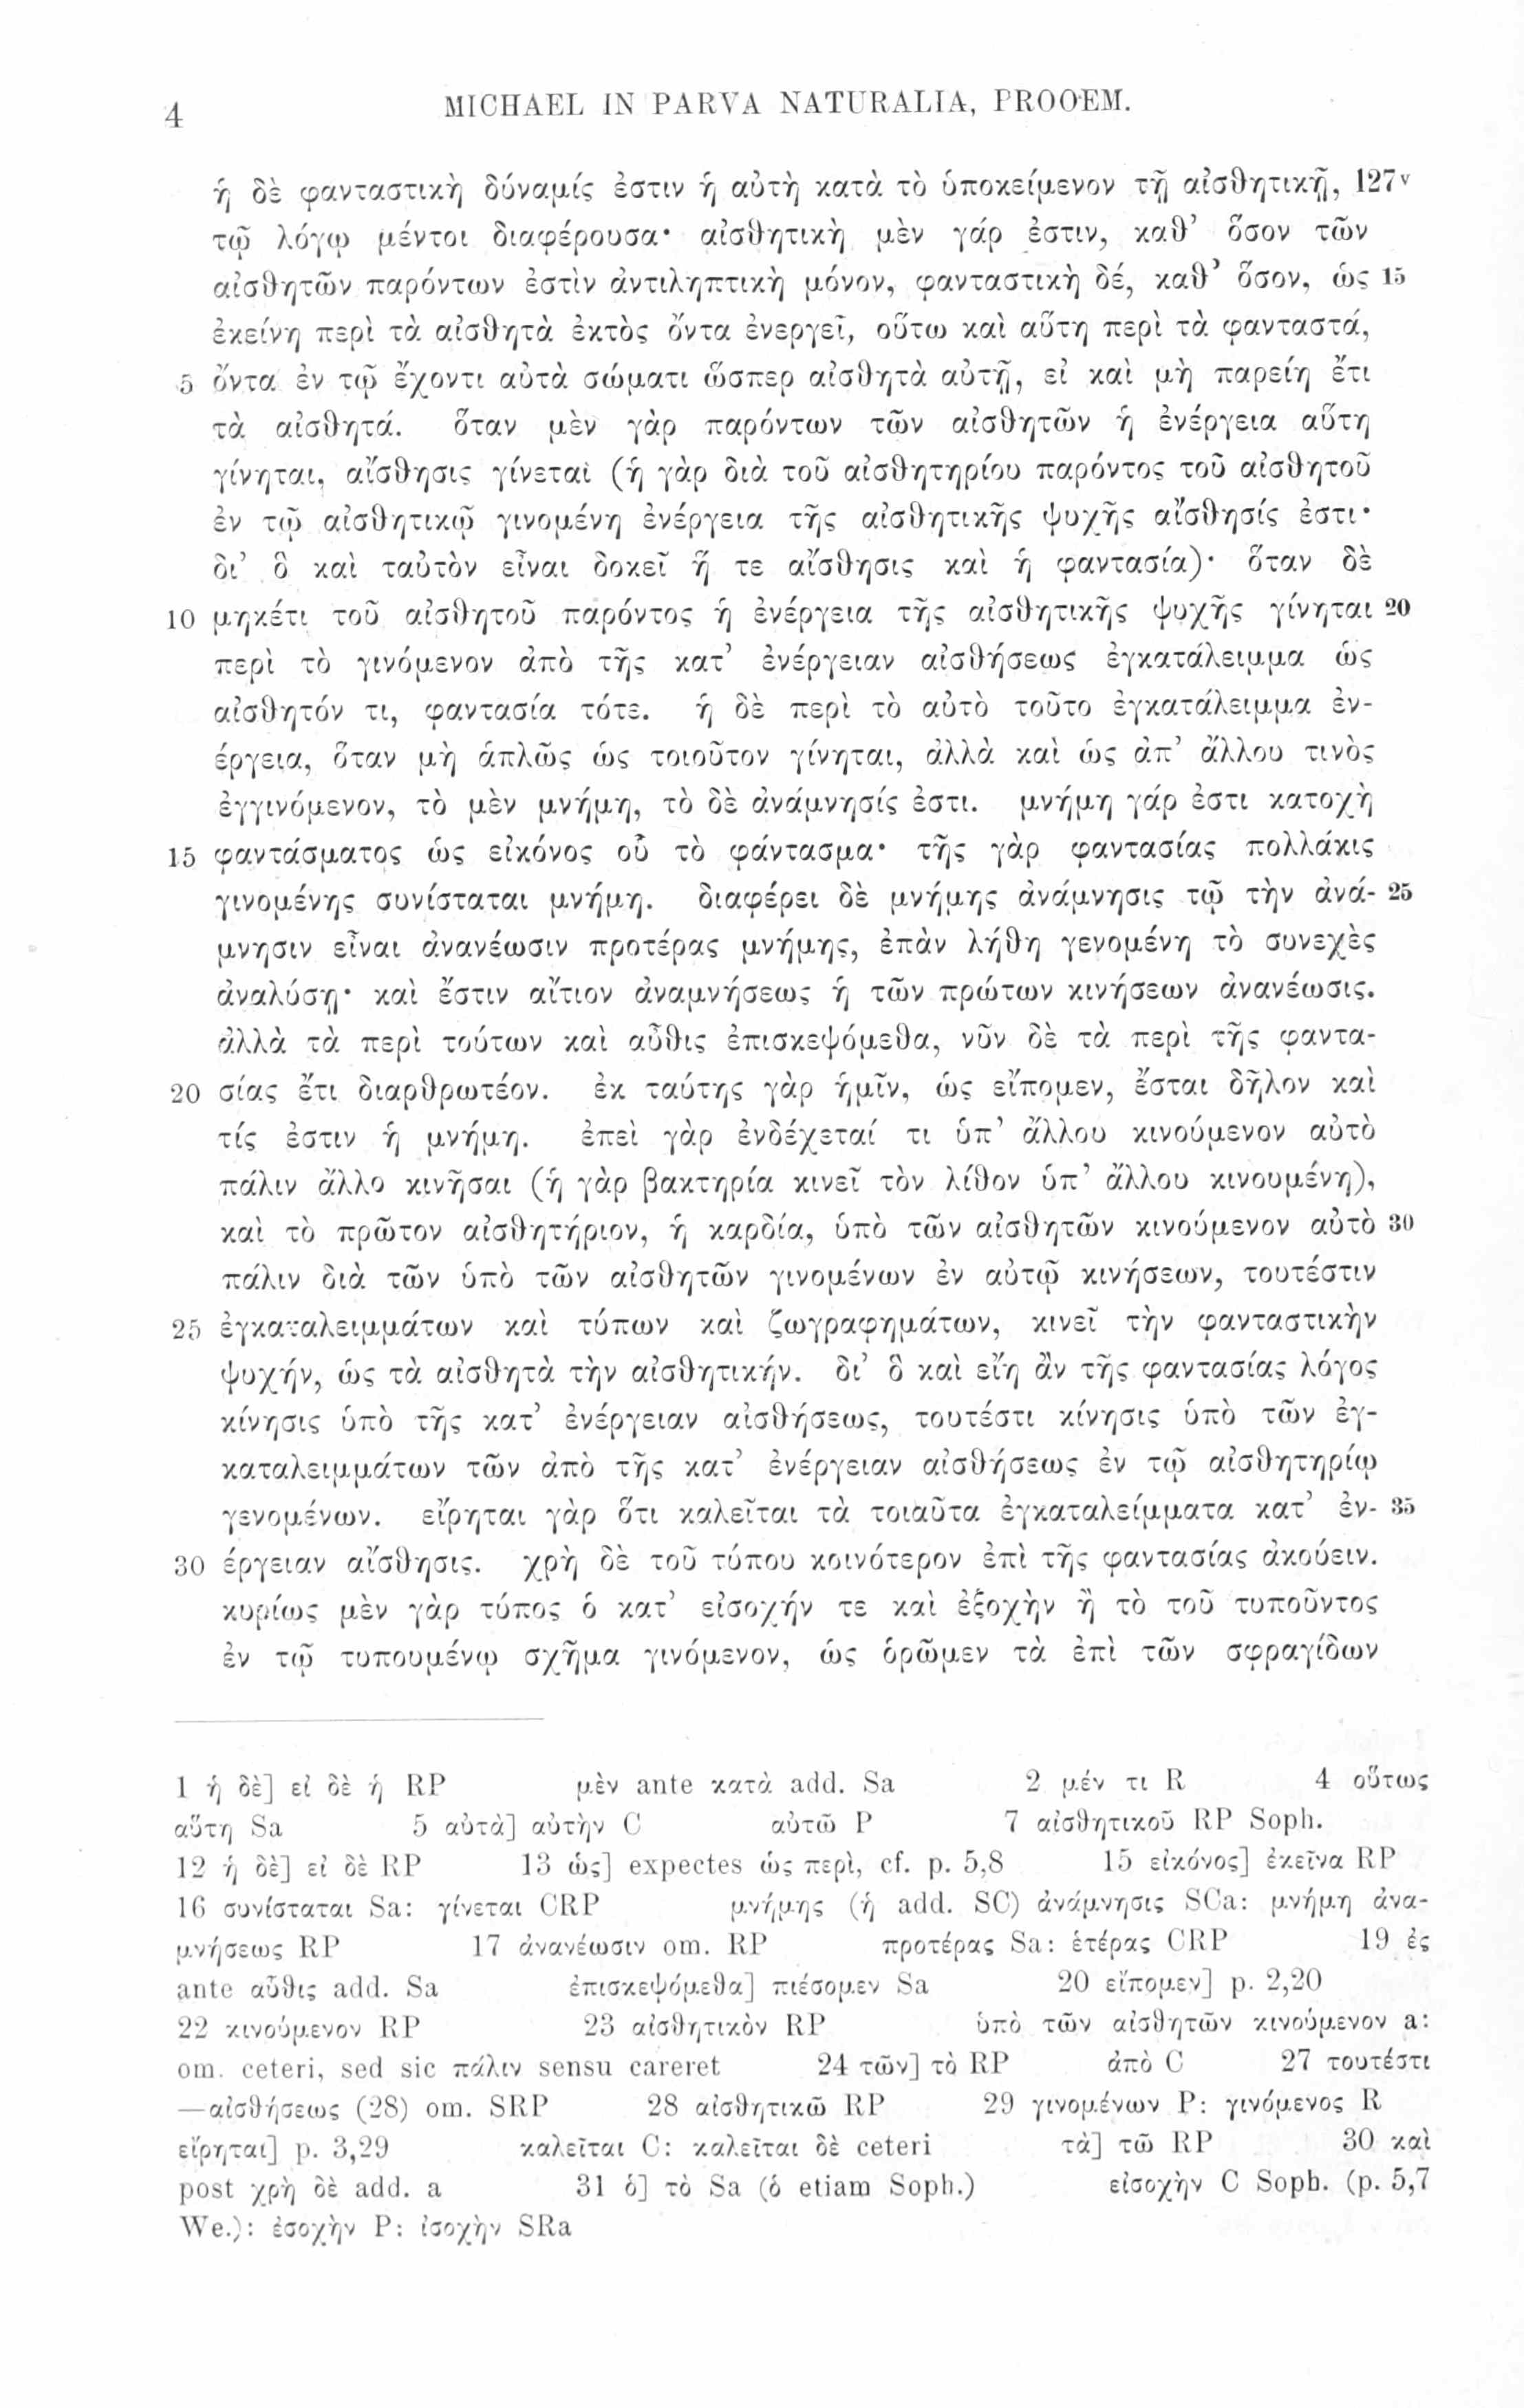 4 MICHAEL IN PARVA NATURALIA, PROOEM.
ἡ δὲ φανταστικὴ δύναμίς ἐστιν ἡ αὐτὴ κατὰ τὸ ὑποκείμενον τῇ αἰσθητικῇ, 127v
τῷ λόγῳ μέντοι διαφέρουσα· αἰσθητικὴ μὲν γάρ ἐστιν, καθ’ ὅσον τῶν
αἰσθητῶν παρόντων ἐστὶν ἀντιληπτικὴ μόνον, φανταστικὴ δέ, καθ’ ὅσον, ὡς 15
ἐκείνη περὶ τὰ αἰσθητὰ ἐκτὸς ὄντα ἐνεργεῖ, οὕτω καὶ αὕτη περὶ τὰ φανταστά,
5 ὄντα ἐν τῷ ἔχοντι αὐτὰ σώματι ὥσπερ αἰσθητὰ αὐτῇ, εἰ καὶ μὴ παρείη ἔτι
τὰ αἰσθητά. ὅταν μὲν γὰρ παρόντων τῶν αἰσθητῶν ἡ ἐνέργεια αὕτη
γίνηται, αἴσθησις γίνεται (ἡ γὰρ διὰ τοῦ αἰσθητηρίου παρόντος τοῦ αἰσθητοῦ
ἐν τῷ αἰσθητικῷ γινομένη ἐνέργεια τῆς αἰσθητικῆς ψυχῆς αἴσθησίς ἐστι·
δι’ ὃ καὶ ταὐτὸν εἶναι δοκεῖ ἥ τε αἴσθησις καὶ ἡ φαντασία)· ὅταν δὲ
10 μηκέτι τοῦ αἰσθητοῦ παρόντος ἡ ἐνέργεια τῆς αἰσθητικῆς ψυχῆς γίνηται 20
περὶ τὸ γινόμενον ἀπὸ τῆς κατ’ ἐνέργειαν αἰσθήσεως ἐγκατάλειμμα ὡς
αἰσθητόν τι, φαντασία τότε. ἡ δὲ περὶ τὸ αὐτὸ τοῦτο ἐγκατάλειμμα ἐν-
έργεια, ὅταν μὴ ἁπλῶς ὡς τοιοῦτον γίνηται, ἀλλὰ καὶ ὡς ἀπ’ ἄλλου τινὸς
ἐγγινόμενον, τὸ μὲν μνήμη, τὸ δὲ ἀνάμνησίς ἐστι. μνήμη γάρ ἐστι κατοχὴ
15 φαντάσματος ὡς εἰκόνος οὗ τὸ φάντασμα· τῆς γὰρ φαντασίας πολλάκις
γινομένης συνίσταται μνήμη. διαφέρει δὲ μνήμης ἀνάμνησις τῷ τὴν ἀνά- 25
μνησιν εἶναι ἀνανέωσιν προτέρας μνήμης, ἐπὰν λήθη γενομένη τὸ συνεχὲς
ἀναλύσῃ· καὶ ἔστιν αἴτιον ἀναμνήσεως ἡ τῶν πρώτων κινήσεων ἀνανέωσις.
ἀλλὰ τὰ περὶ τούτων καὶ αὖθις ἐπισκεψόμεθα, νῦν δὲ τὰ περὶ τῆς φαντα-
20 σίας ἔτι διαρθρωτέον. ἐκ ταύτης γὰρ ἡμῖν, ὡς εἴπομεν, ἔσται δῆλον καὶ
τίς ἐστιν ἡ μνήμη. ἐπεὶ γὰρ ἐνδέχεταί τι ὑπ’ ἄλλου κινούμενον αὐτὸ
πάλιν ἄλλο κινῆσαι (ἡ γὰρ βακτηρία κινεῖ τὸν λίθον ὑπ’ ἄλλου κινουμένη),
καὶ τὸ πρῶτον αἰσθητήριον, ἡ καρδία, ὑπὸ τῶν αἰσθητῶν κινούμενον αὐτὸ 30
πάλιν διὰ τῶν ὑπὸ τῶν αἰσθητῶν γινομένων ἐν αὐτῷ κινήσεων, τουτέστιν
25 ἐγκαταλειμμάτων καὶ τύπων καὶ ζωγραφημάτων, κινεῖ τὴν φανταστικὴν
ψυχήν, ὡς τὰ αἰσθητὰ τὴν αἰσθητικήν. δι’ ὃ καὶ εἴη ἂν τῆς φαντασίας λόγος
κίνησις ὑπὸ τῆς κατ’ ἐνέργειαν αἰσθήσεως, τουτέστι κίνησις ὑπὸ τῶν ἐγ-
καταλειμμάτων τῶν ἀπὸ τῆς κατ’ ἐνέργειαν αἰσθήσεως ἐν τῷ αἰσθητηρίῳ
γενομένων. εἴρηται γὰρ ὅτι καλεῖται τὰ τοιαῦτα ἐγκαταλείμματα κατ’ ἐν- 35
30 έργειαν αἴσθησις. χρὴ δὲ τοῦ τύπου κοινότερον ἐπὶ τῆς φαντασίας ἀκούειν.
κυρίως μὲν γὰρ τύπος ὁ κατ’ εἰσοχήν τε καὶ ἐξοχὴν ἢ τὸ τοῦ τυποῦντος
ἐν τῷ τυπουμένῳ σχῆμα γινόμενον, ὡς ὁρῶμεν τὰ ἐπὶ τῶν σφραγίδων
1 ἡ δὲ] εἰ δὲ ἡ RP μὲν ante κατὰ add. Sa 2 μέν τι R 4 οὕτως
αὕτη Sa 5 αὐτὰ] αὐτὴν C αὐτῶ P 7 αἰσθητικοῦ RP Soph.
12 ἡ δὲ] εἰ δὲ RP 13 ὡς] expectes ὡς περὶ, cf. p. 5,8 15 εἰκόνος] ἐκεῖνα RP
16 συνίσταται Sa: γίνεται CRP μνήμης (ἡ add. SC) ἀνάμνησις SCa: μνήμη ἀνα-
μνήσεως RP 17 ἀνανέωσιν om. RP προτέρας Sa: ἑτέρας CRP 19 ἐς
ante αὖθις add. Sa ἐπισκεψόμεθα] πιέσομεν Sa 20 εἴπομεν] p. 2,20
22 κινούμενον RP 23 αἰσθητικὸν RP ὑπὸ τῶν αἰσθητῶν κινούμενον a:
om. ceteri, sed sic πάλιν sensu careret 24 τῶν] τὸ RP ἀπὸ C 27 τουτέστι
—αἰσθήσεως (28) om. SRP 28 αἰσθητικῶ RP 29 γινομένων P: γινόμενος R
εἴρηται] p. 3,29 καλεῖται C: καλεῖται δὲ ceteri τὰ] τῶ RP 30 καὶ
post χρὴ δὲ add. a 31 ὁ] τὸ Sa (ὁ etiam Soph.) εἰσοχὴν C Soph. (p. 5,7
We.): ἐσοχὴν P: ἰσοχὴν SRa